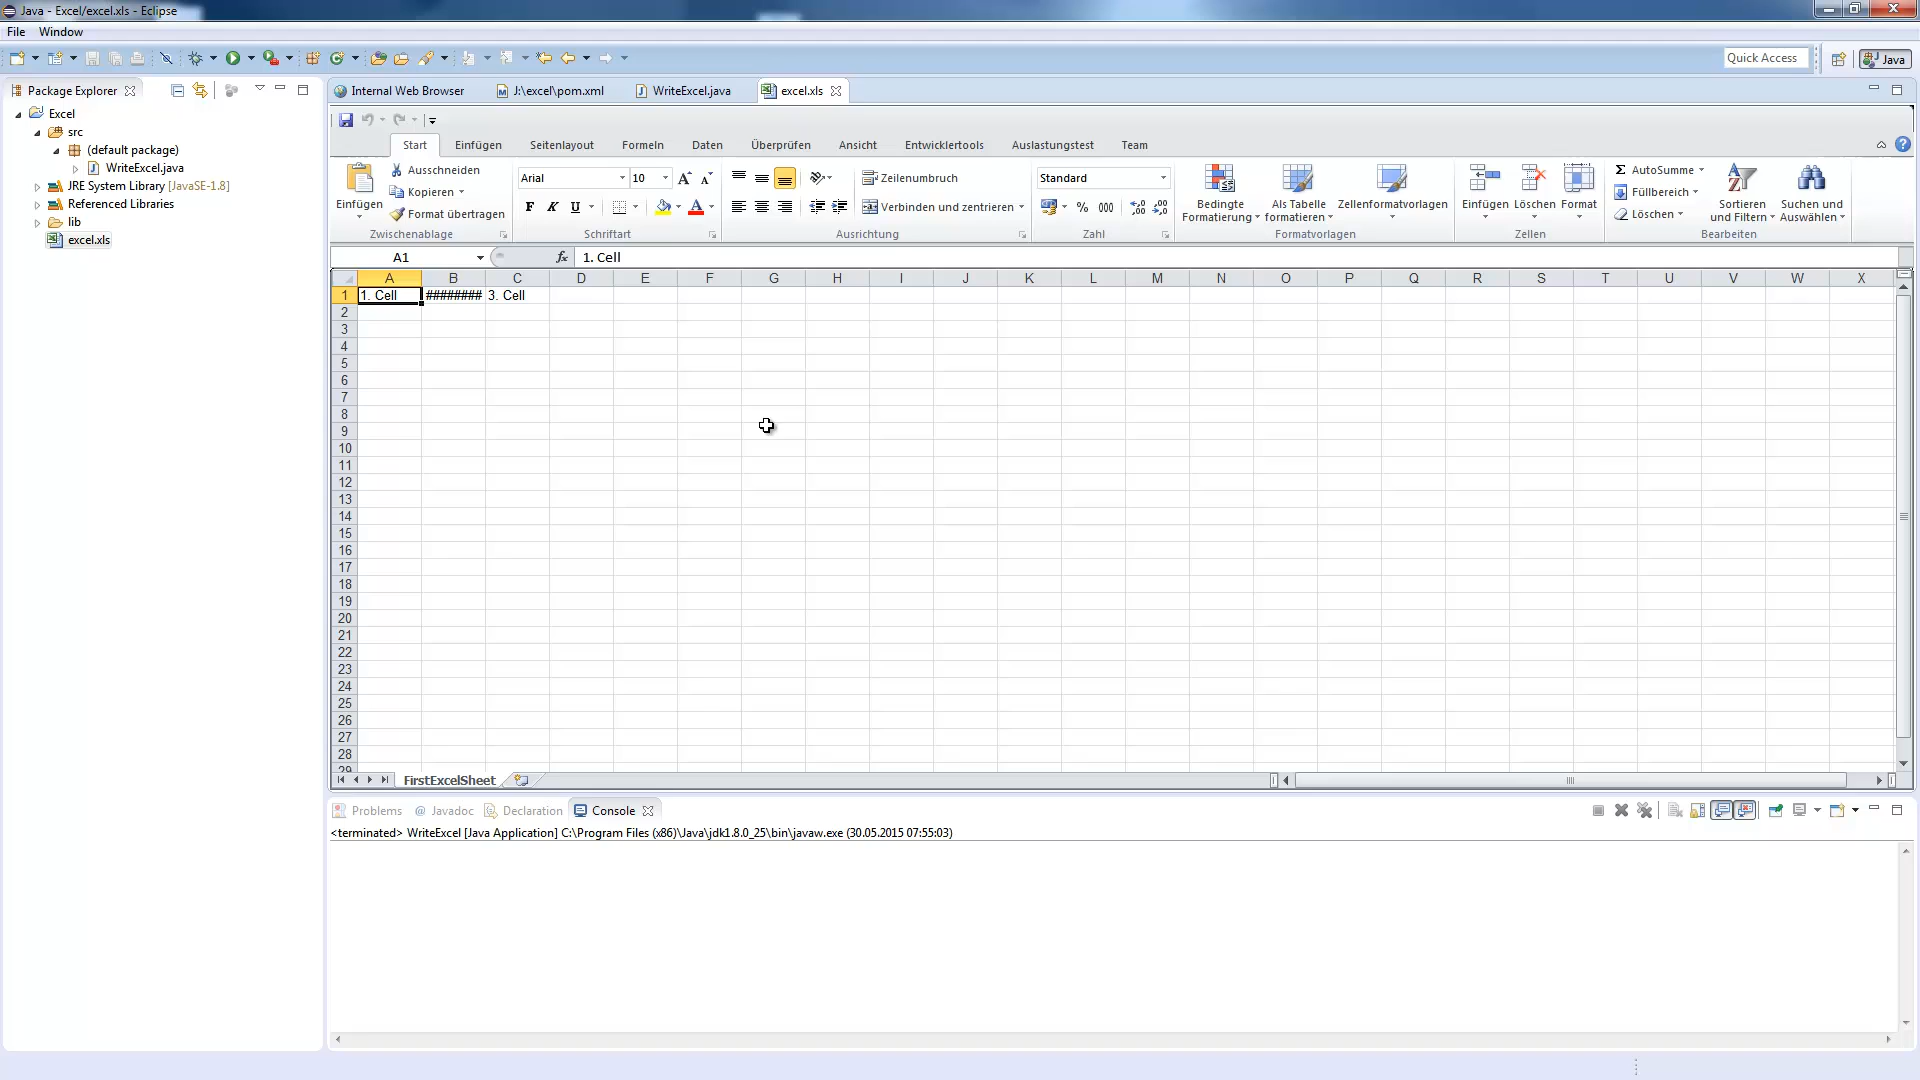 Java - Excel/excel.xls - Eclipse
File Window
Quick Access
Java
Package Explorer
Internal Web Browser
J:\excel\pom.xml
WriteExcel.java
excel.xls
Excel
src
(default package)
WriteExcel.java
JRE System Library [JavaSE-1.8]
Referenced Libraries
lib
excel.xls
Start Einfügen Seitenlayout Formeln Daten Überprüfen Ansicht Entwicklertools Auslastungstest Team
Einfügen
Ausschneiden
Kopieren
Format übertragen
Zwischenablage
Arial 10
F K U
Schriftart
Zeilenumbruch
Verbinden und zentrieren
Ausrichtung
Standard
% 000
Zahl
Bedingte
Formatierung
Als Tabelle
formatieren
Zellenformatvorlagen
Formatvorlagen
Einfügen Löschen Format
Zellen
AutoSumme
Füllbereich
Löschen
Sortieren
und Filtern
Suchen und
Auswählen
Bearbeiten
A1 fx 1. Cell
A B C D E F G H I J K L M N O P Q R S T U V W X
1 1. Cell ######## 3. Cell
2
3
4
5
6
7
8
9
10
11
12
13
14
15
16
17
18
19
20
21
22
23
24
25
26
27
28
29
FirstExcelSheet
Problems @ Javadoc Declaration Console
<terminated> WriteExcel [Java Application] C:\Program Files (x86)\Java\jdk1.8.0_25\bin\javaw.exe (30.05.2015 07:55:03)